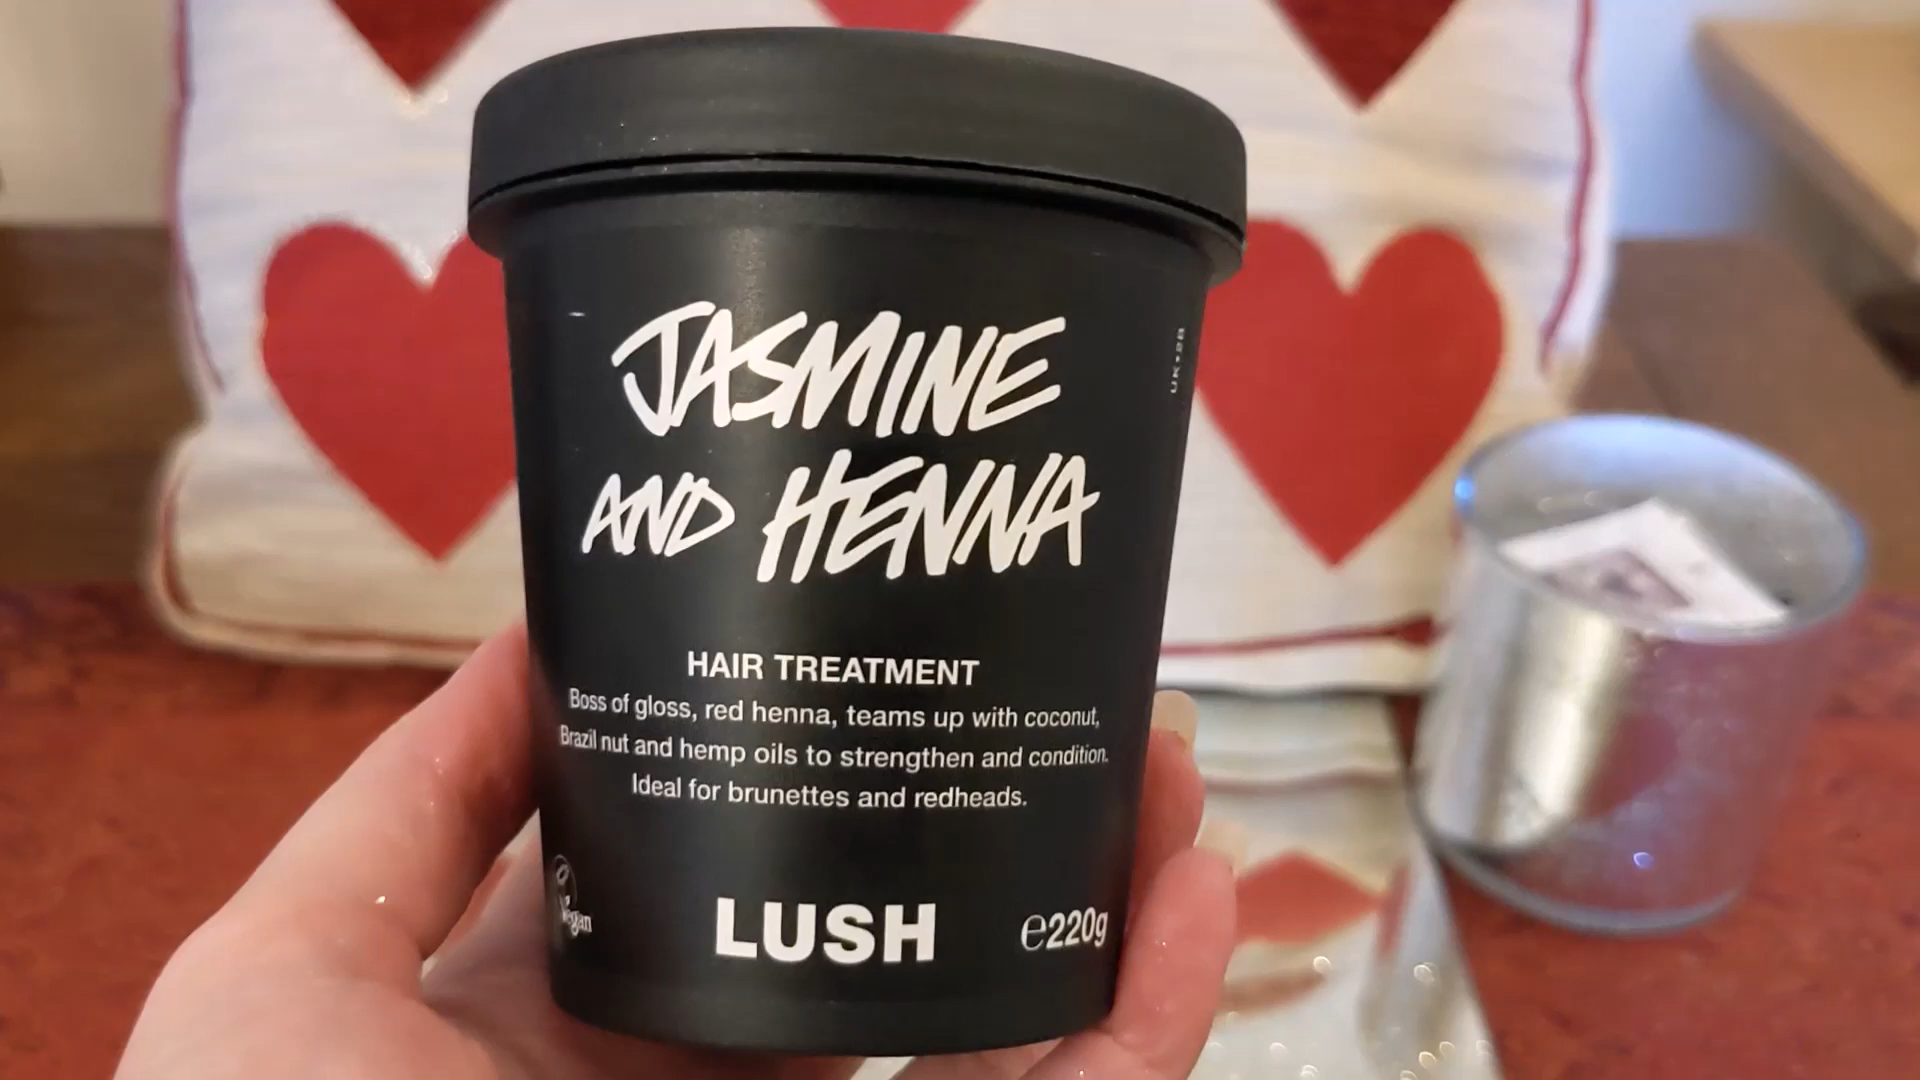 JASMINE
AND HENNA
HAIR TREATMENT
Boss of gloss, red henna, teams up with coconut,
Brazil nut and hemp oils to strengthen and condition.
Ideal for brunettes and redheads.
Vegan
LUSH
e220g